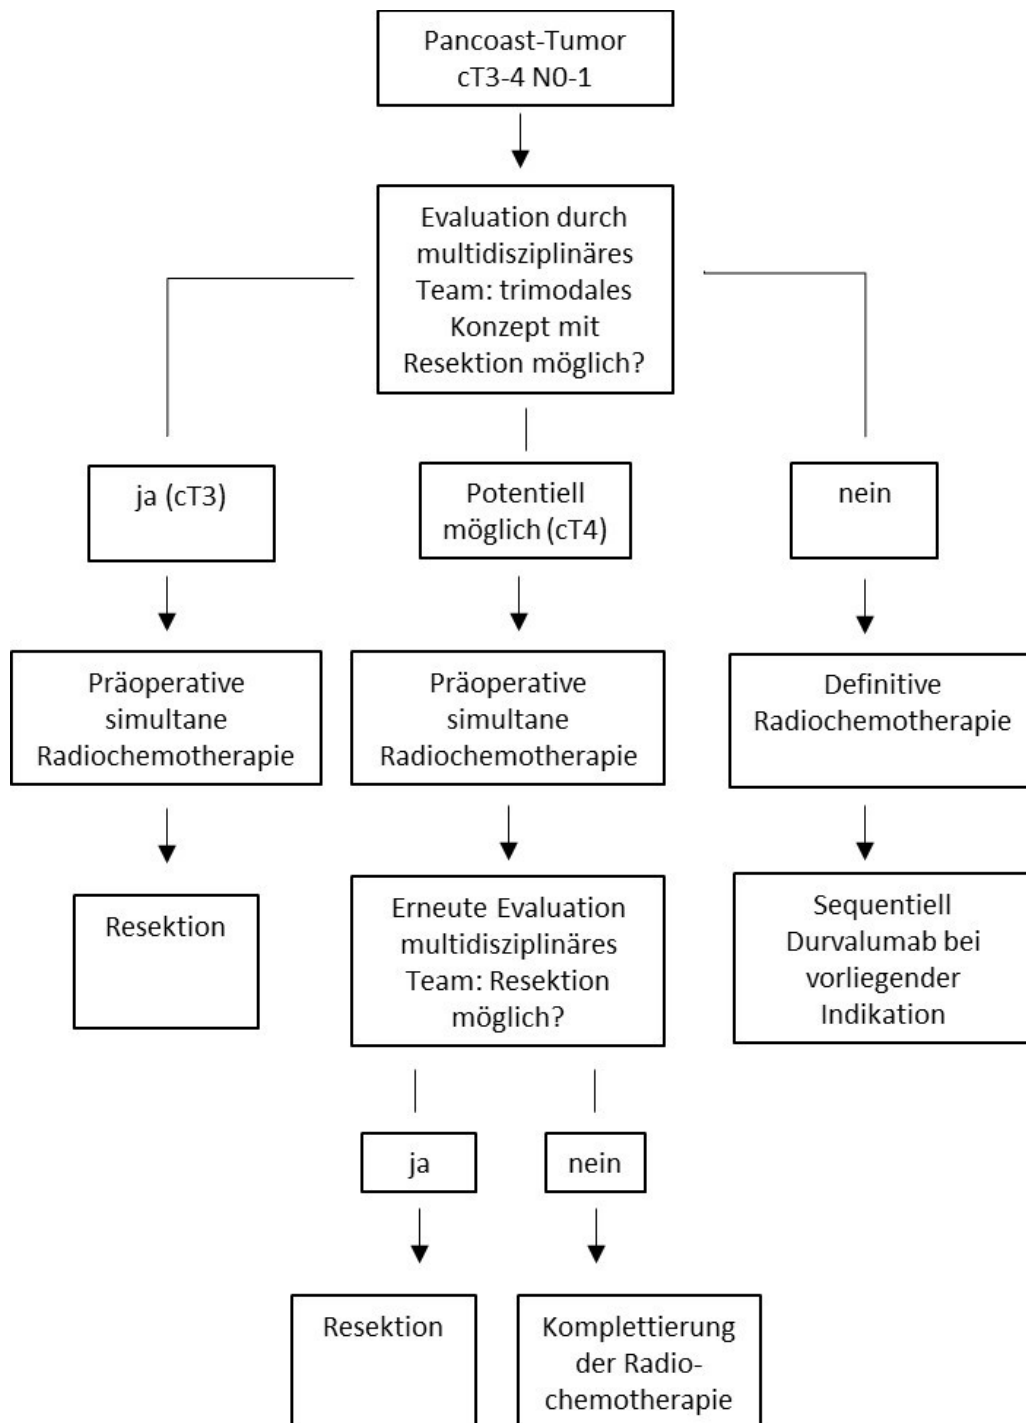 Pancoast-Tumor
cT3-4 N0-1
Evaluation durch
multidisziplinäres
Team: trimodales
Konzept mit
Resektion möglich?
ja (cT3)
Potentiell
möglich (cT4)
nein
Präoperative
simultane
Radiochemotherapie
Präoperative
simultane
Radiochemotherapie
Definitive
Radiochemotherapie
Resektion
Erneute Evaluation
multidisziplinäres
Team: Resektion
möglich?
Sequentiell
Durvalumab bei
vorliegender
Indikation
ja
nein
Resektion
Komplettierung
der Radio-
chemotherapie